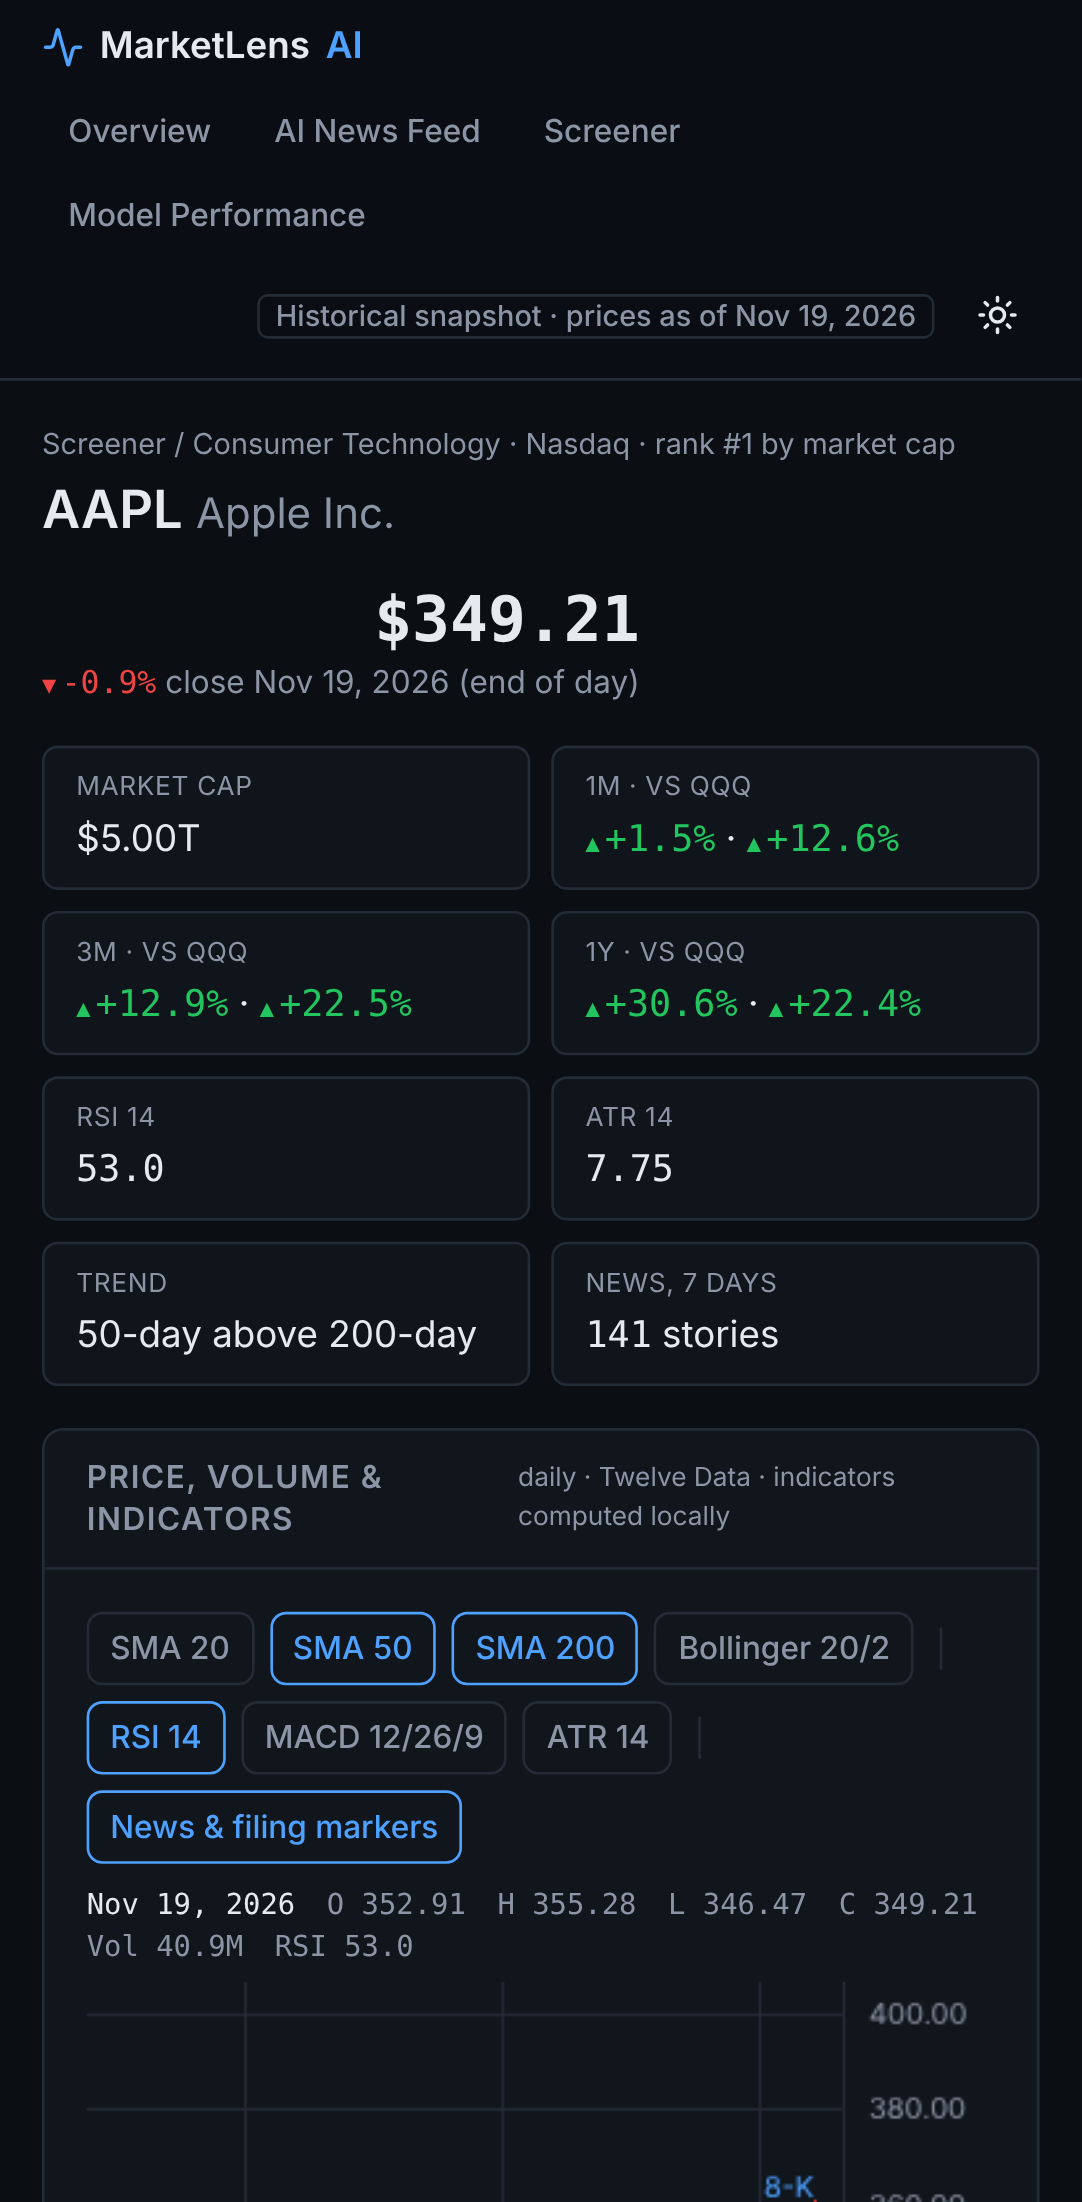 MarketLens AI
Overview AI News Feed Screener
Model Performance
Historical snapshot · prices as of Nov 19, 2026
Screener / Consumer Technology · Nasdaq · rank #1 by market cap
AAPL Apple Inc.
$349.21
▼-0.9% close Nov 19, 2026 (end of day)
MARKET CAP
$5.00T
1M · VS QQQ
▲+1.5% · ▲+12.6%
3M · VS QQQ
▲+12.9% · ▲+22.5%
1Y · VS QQQ
▲+30.6% · ▲+22.4%
RSI 14
53.0
ATR 14
7.75
TREND
50-day above 200-day
NEWS, 7 DAYS
141 stories
PRICE, VOLUME &
INDICATORS
daily · Twelve Data · indicators
computed locally
SMA 20 SMA 50 SMA 200 Bollinger 20/2
RSI 14 MACD 12/26/9 ATR 14
News & filing markers
Nov 19, 2026 O 352.91 H 355.28 L 346.47 C 349.21
Vol 40.9M RSI 53.0
400.00
380.00
8-K